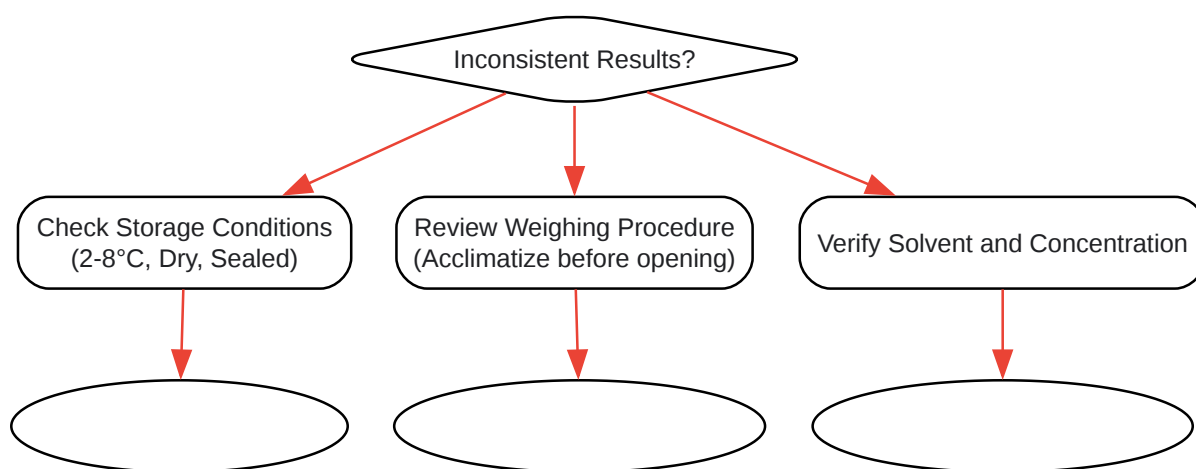 Inconsistent Results?
Check Storage Conditions
(2-8°C, Dry, Sealed)
Review Weighing Procedure
(Acclimatize before opening)
Verify Solvent and Concentration